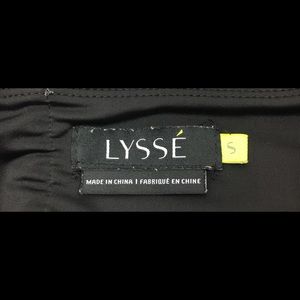 LYSSÉ
S
MADE IN CHINA | FABRIQUÉ EN CHINE